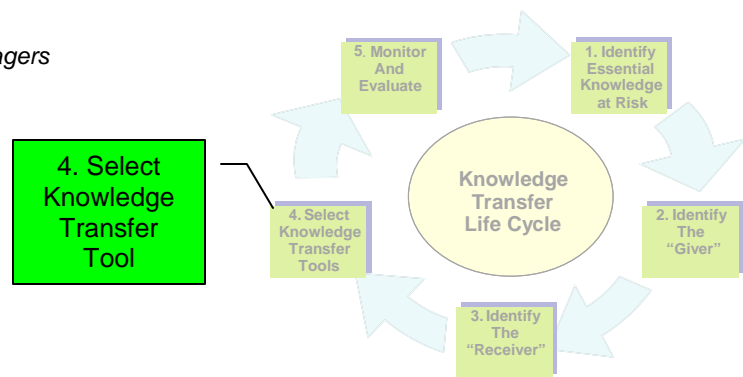 5. Monitor
And
Evaluate
1. Identify
Essential
Knowledge
at Risk
4. Select
Knowledge
Transfer
Tool
Knowledge
Transfer
Life Cycle
4. Select
Knowledge
Transfer
Tools
2. Identify
The
“Giver”
3. Identify
The
“Receiver”